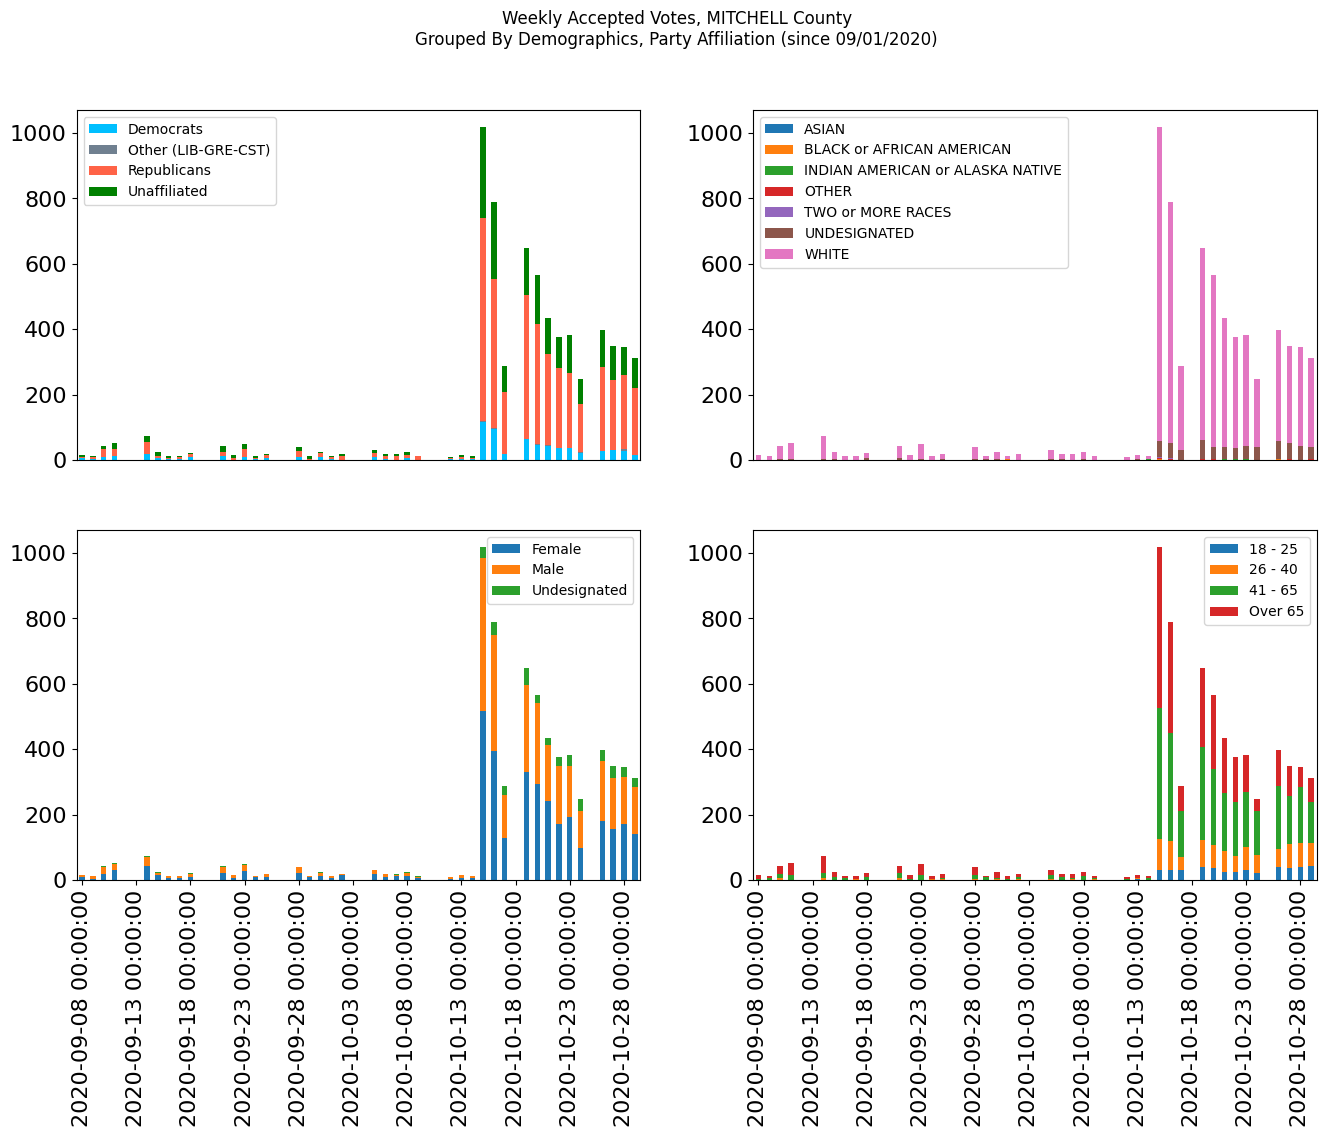 Weekly Accepted Votes, MITCHELL County
Grouped By Demographics, Party Affiliation (since 09/01/2020)
1000
800
600
400
200
0
Democrats
Other (LIB-GRE-CST)
Republicans
Unaffiliated
1000
800
600
400
200
0
ASIAN
BLACK or AFRICAN AMERICAN
INDIAN AMERICAN or ALASKA NATIVE
OTHER
TWO or MORE RACES
UNDESIGNATED
WHITE
1000
800
600
400
200
0
Female
Male
Undesignated
2020-09-08 00:00:00
2020-09-13 00:00:00
2020-09-18 00:00:00
2020-09-23 00:00:00
2020-09-28 00:00:00
2020-10-03 00:00:00
2020-10-08 00:00:00
2020-10-13 00:00:00
2020-10-18 00:00:00
2020-10-23 00:00:00
2020-10-28 00:00:00
1000
800
600
400
200
0
18 - 25
26 - 40
41 - 65
Over 65
2020-09-08 00:00:00
2020-09-13 00:00:00
2020-09-18 00:00:00
2020-09-23 00:00:00
2020-09-28 00:00:00
2020-10-03 00:00:00
2020-10-08 00:00:00
2020-10-13 00:00:00
2020-10-18 00:00:00
2020-10-23 00:00:00
2020-10-28 00:00:00